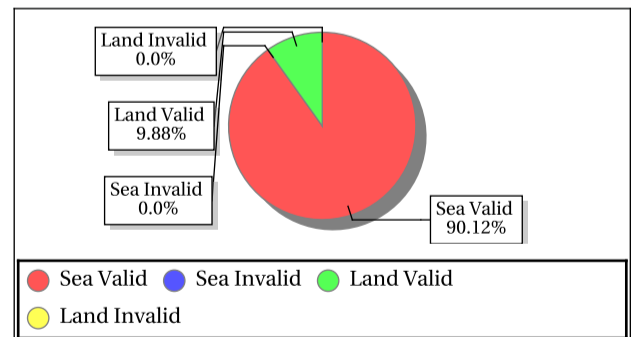 Land Invalid
0.0%
Land Valid
9.88%
Sea Invalid
0.0%
Sea Valid
90.12%
Sea Valid Sea Invalid Land Valid
Land Invalid